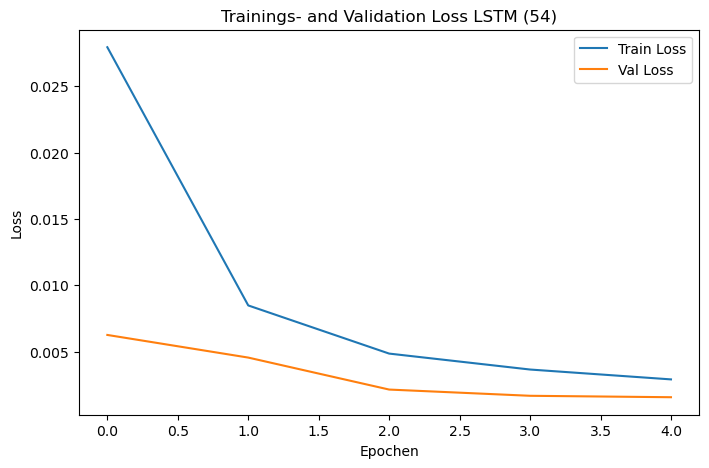 Trainings- and Validation Loss LSTM (54)
Train Loss
Val Loss
Loss
0.025
0.020
0.015
0.010
0.005
0.0 0.5 1.0 1.5 2.0 2.5 3.0 3.5 4.0
Epochen